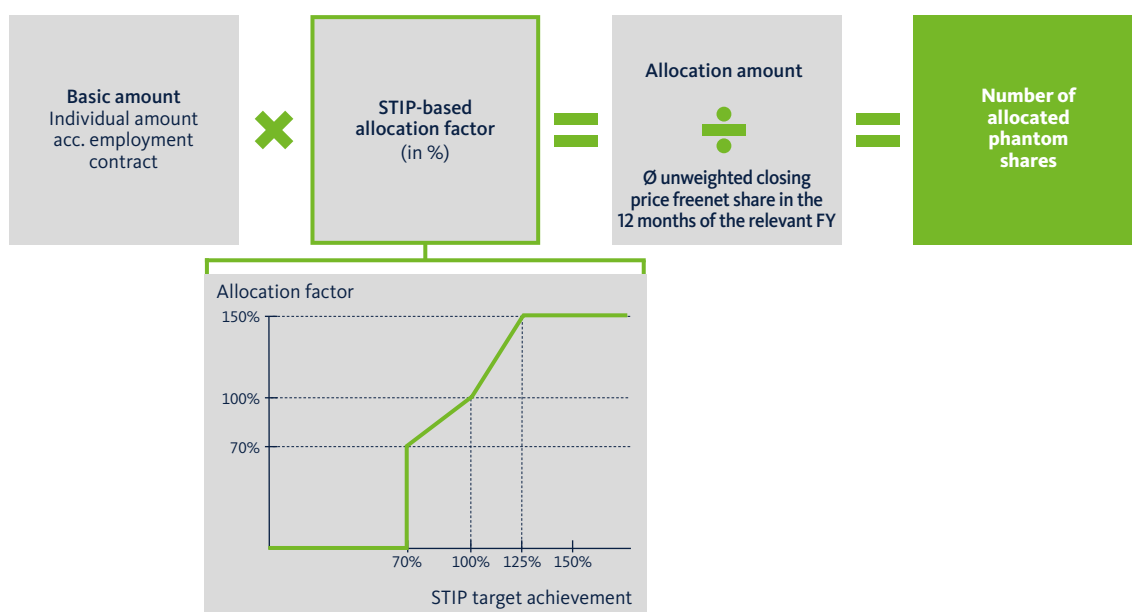 Basic amount
Individual amount
acc. employment
contract
STIP-based
allocation factor
(in %)
Allocation amount
Ø unweighted closing
price freenet share in the
12 months of the relevant FY
Number of
allocated
phantom
shares
Allocation factor
150%
100%
70%
70% 100% 125% 150%
STIP target achievement